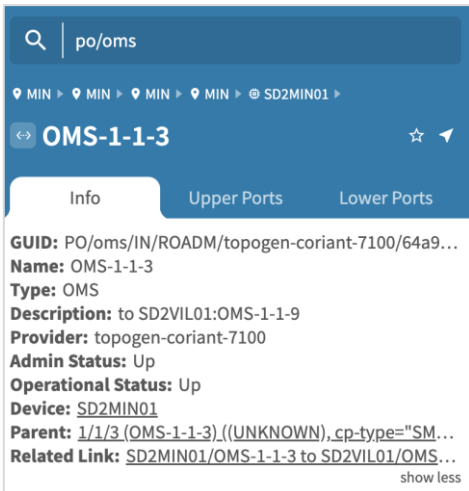 po/oms
MIN MIN MIN MIN SD2MIN01
OMS-1-1-3
Info Upper Ports Lower Ports
GUID: PO/oms/IN/ROADM/topogen-coriant-7100/64a9...
Name: OMS-1-1-3
Type: OMS
Description: to SD2VIL01:OMS-1-1-9
Provider: topogen-coriant-7100
Admin Status: Up
Operational Status: Up
Device: SD2MIN01
Parent: 1/1/3 (OMS-1-1-3) ((UNKNOWN), cp-type="SM...
Related Link: SD2MIN01/OMS-1-1-3 to SD2VIL01/OMS...
show less